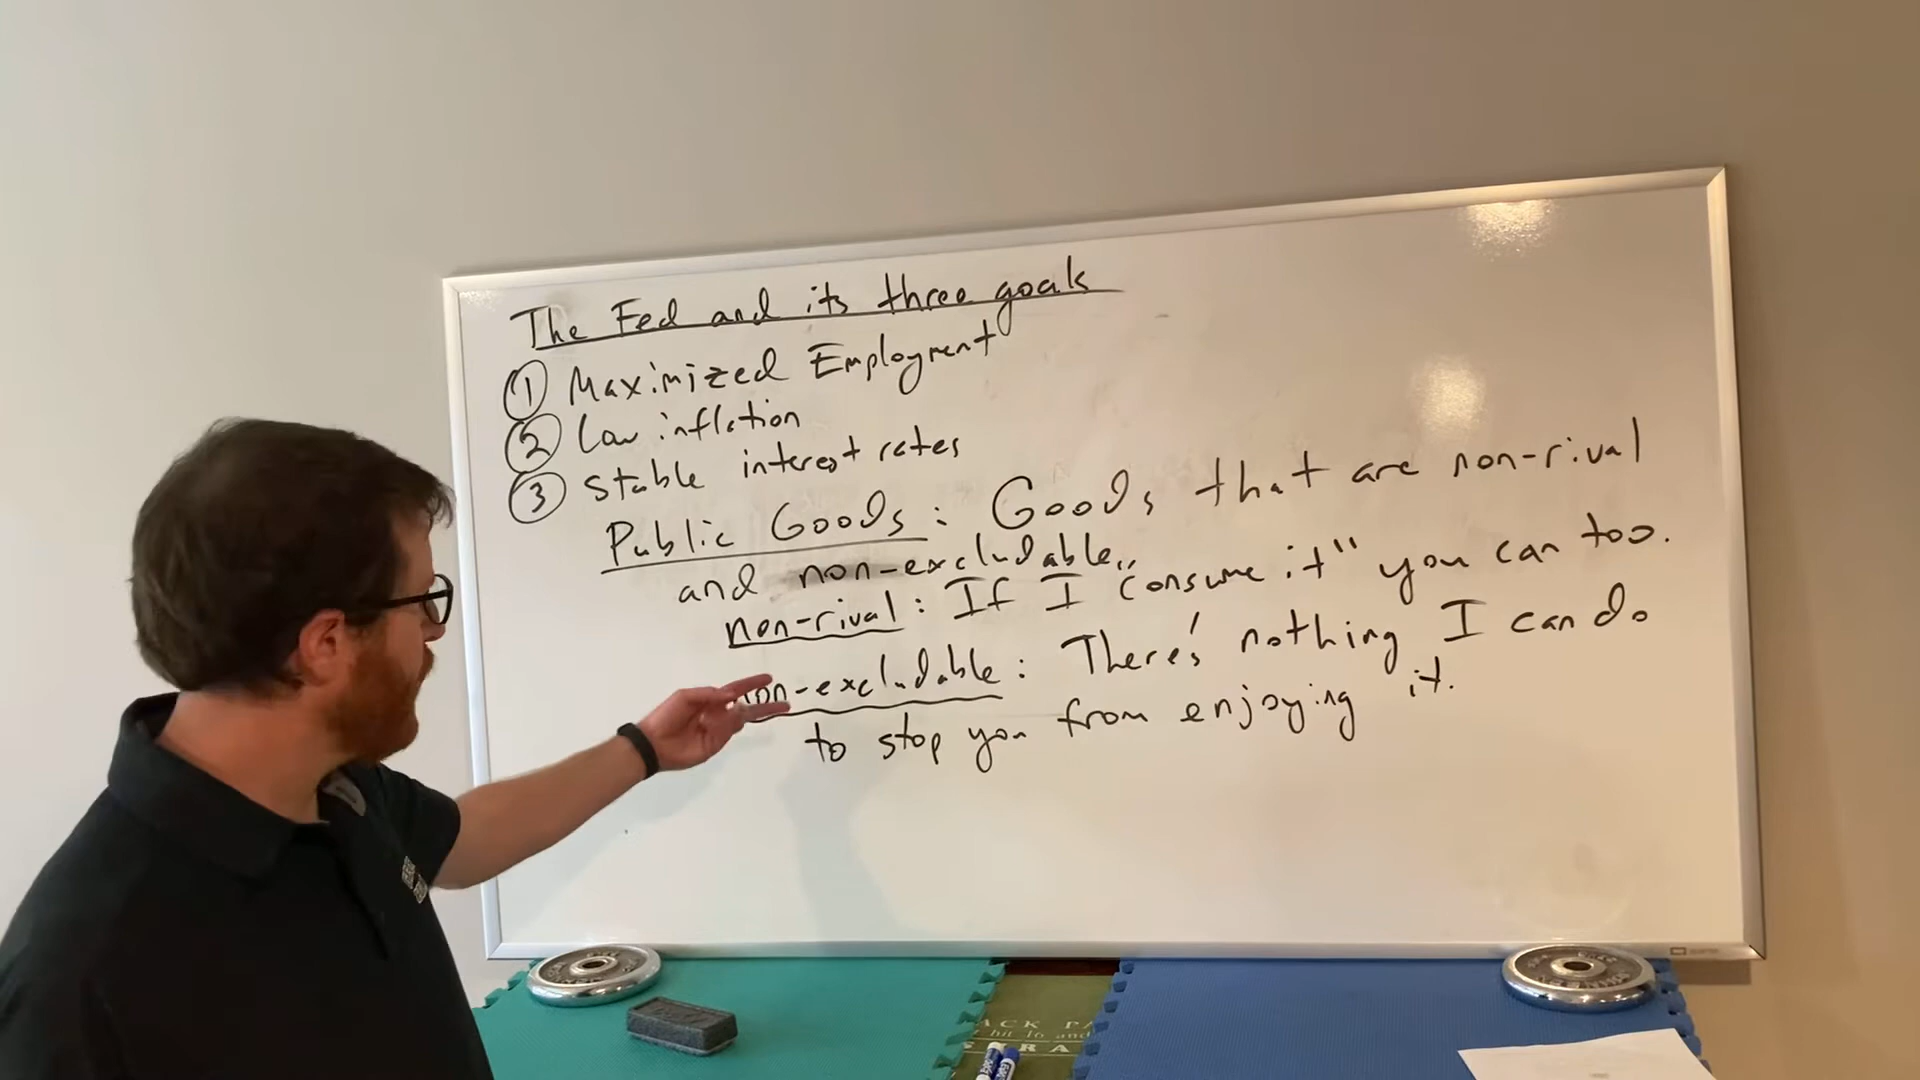 The Fed and its three goals
① Maximized Employment
② Low inflation
③ Stable interest rates
Public Goods: Goods that are non-rival
and non-excludable.
non-rival: If I "consume it" you can too.
non-excludable: There's nothing I can do
to stop you from enjoying it.